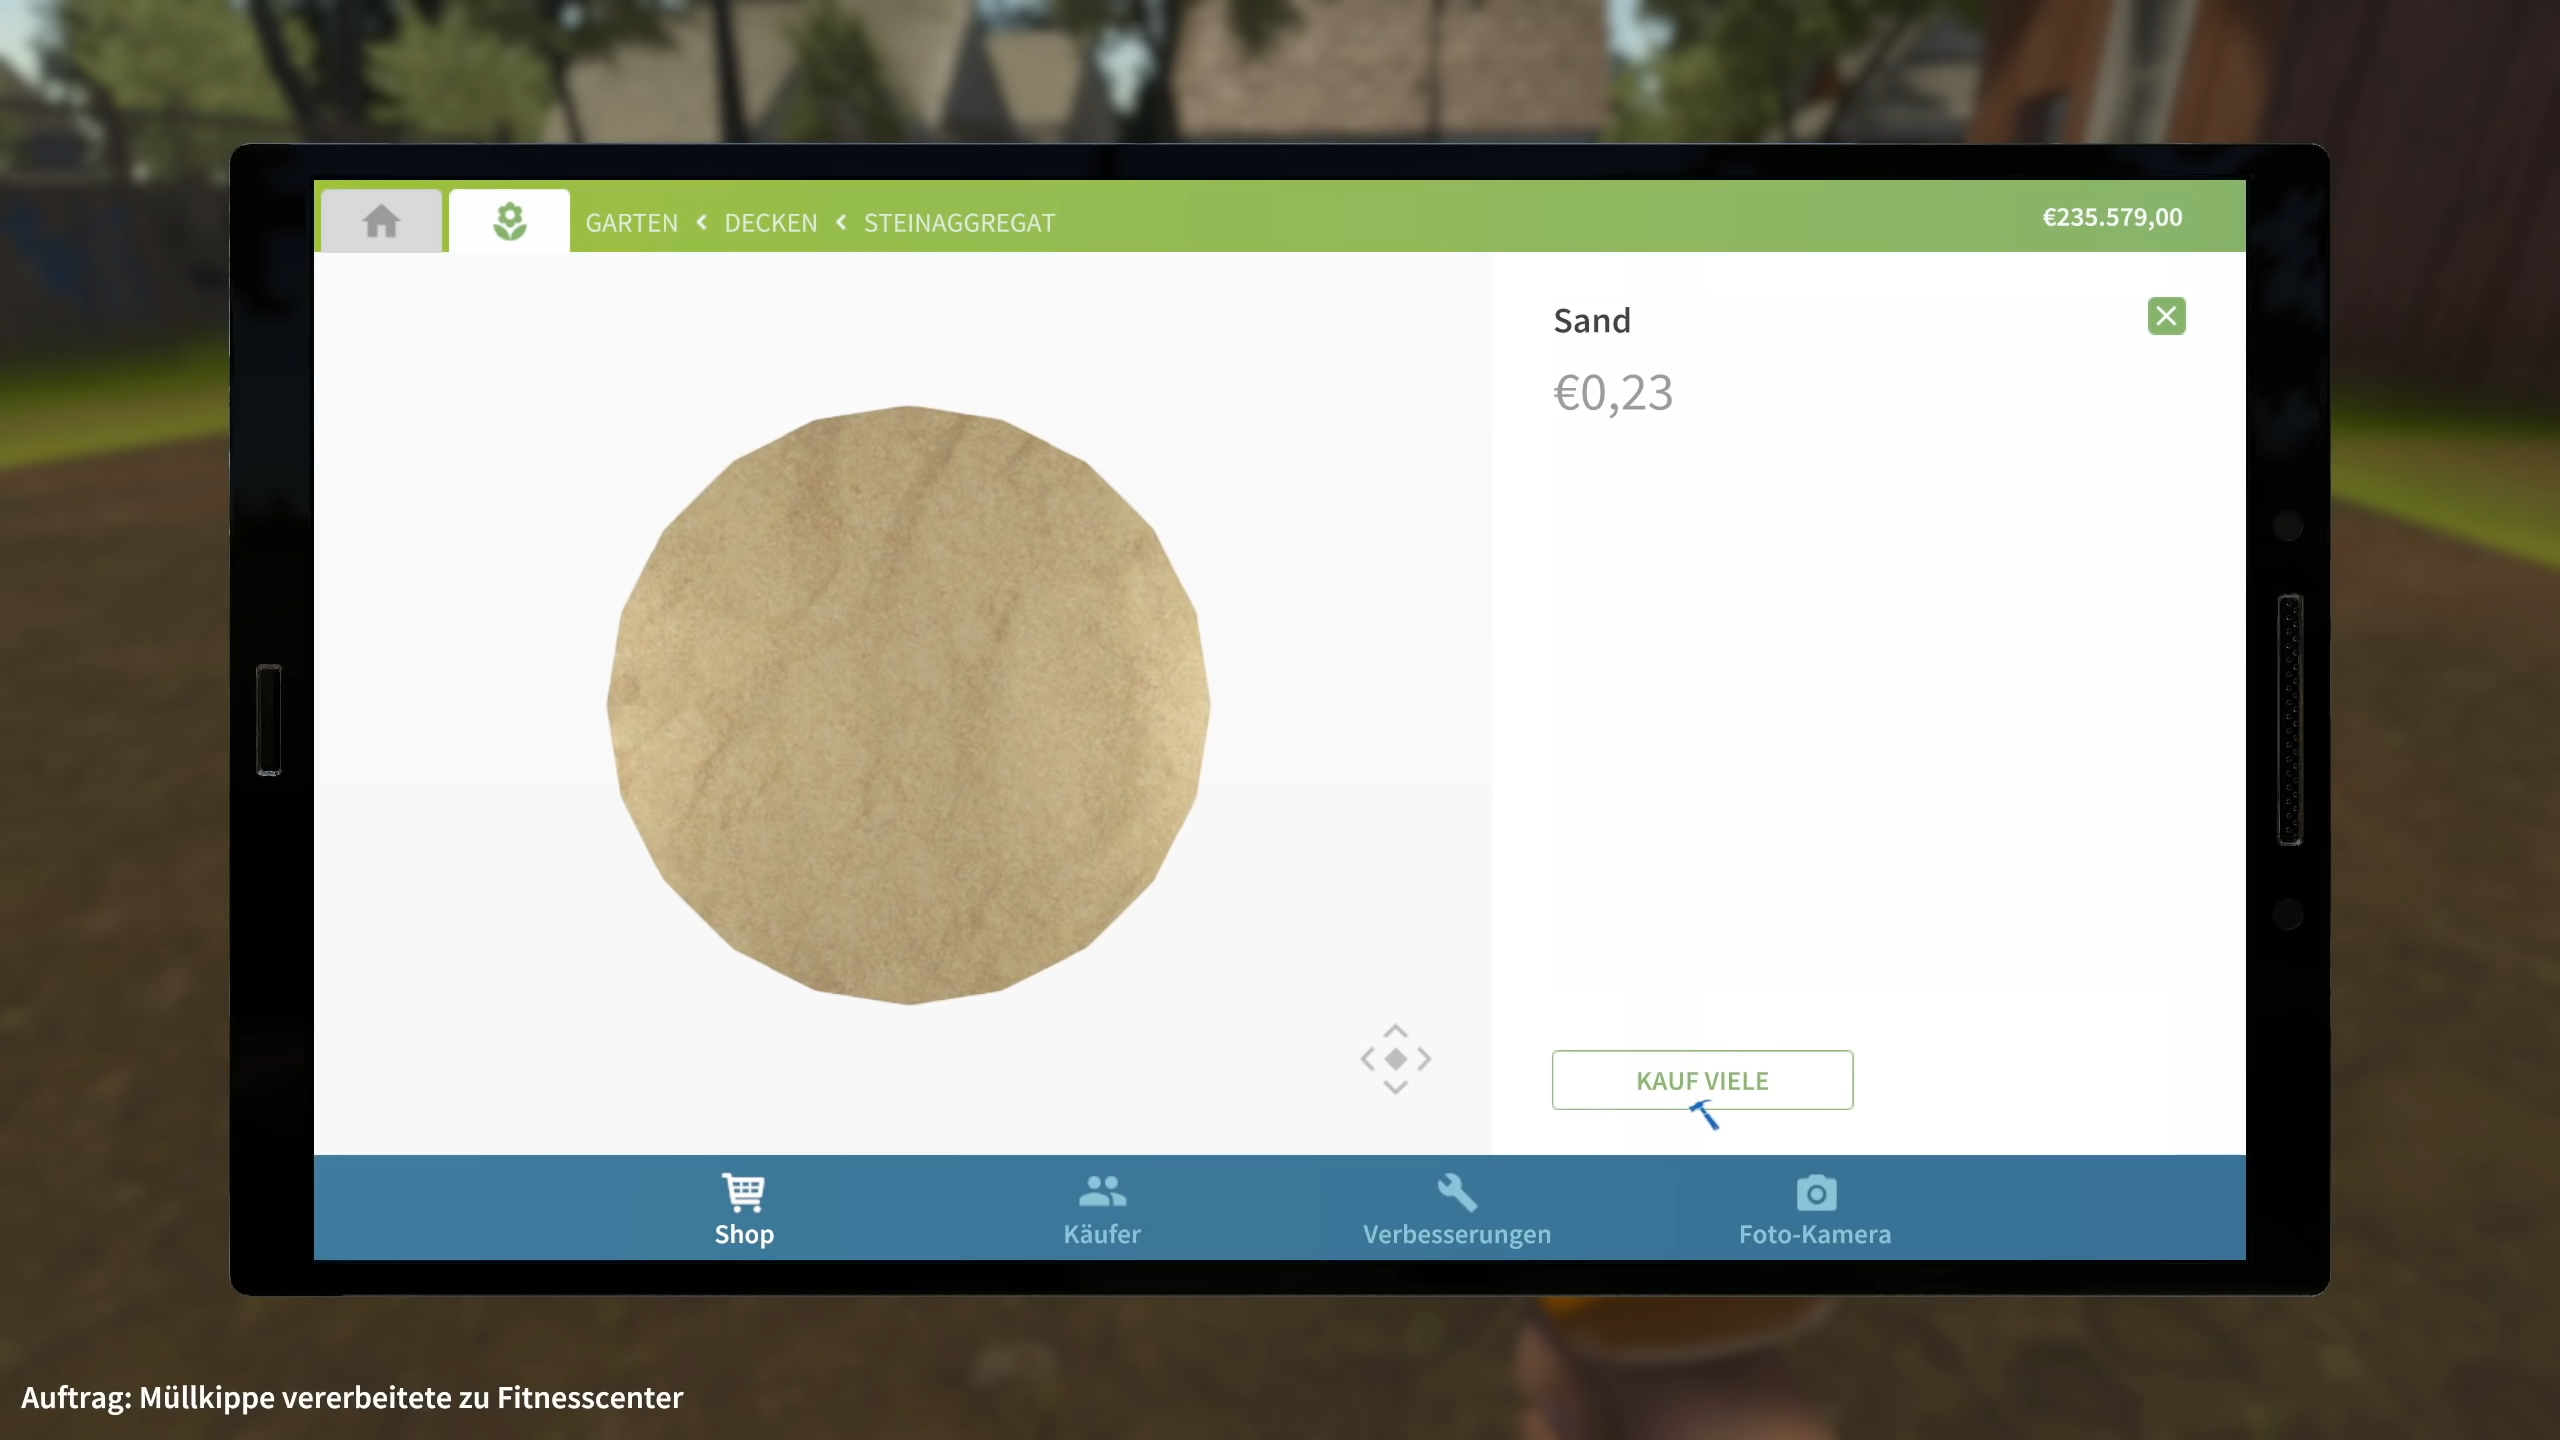 GARTEN < DECKEN < STEINAGGREGAT
€235.579,00
Sand
€0,23
KAUF VIELE
Shop
Käufer
Verbesserungen
Foto-Kamera
Auftrag: Müllkippe vererbeitete zu Fitnesscenter